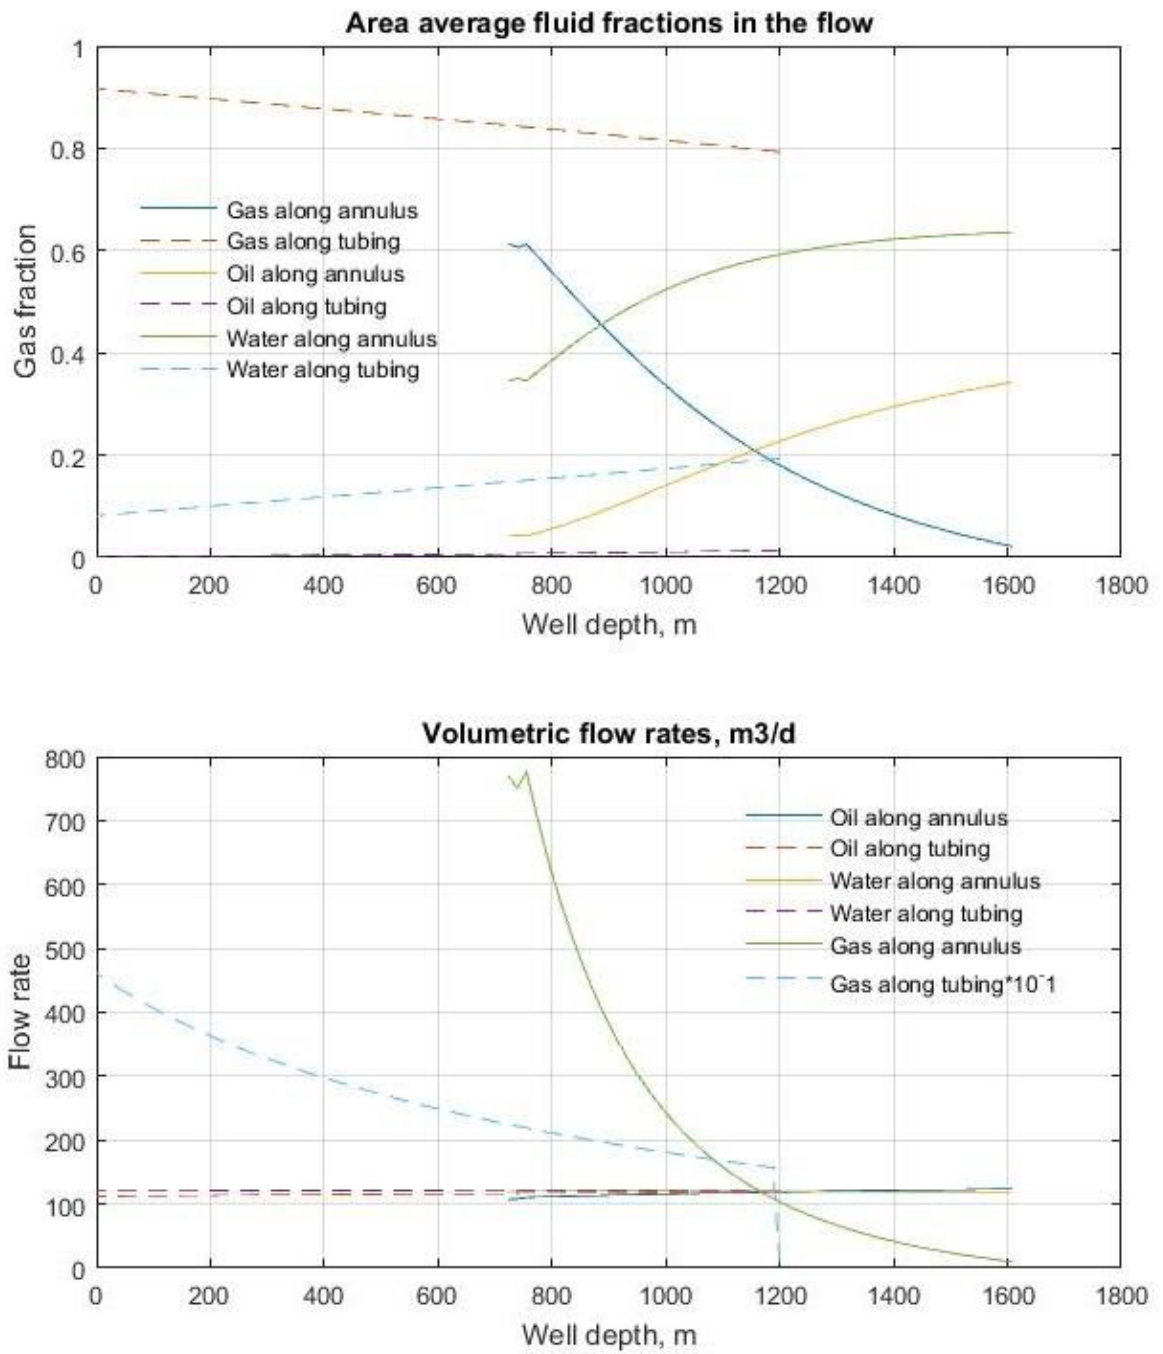 Area average fluid fractions in the flow
1
0.8
0.6
0.4
0.2
0
Gas fraction
Gas along annulus
Gas along tubing
Oil along annulus
Oil along tubing
Water along annulus
Water along tubing
0 200 400 600 800 1000 1200 1400 1600 1800
Well depth, m
Volumetric flow rates, m3/d
800
700
600
500
400
300
200
100
0
Flow rate
Oil along annulus
Oil along tubing
Water along annulus
Water along tubing
Gas along annulus
Gas along tubing*10⁻1
0 200 400 600 800 1000 1200 1400 1600 1800
Well depth, m